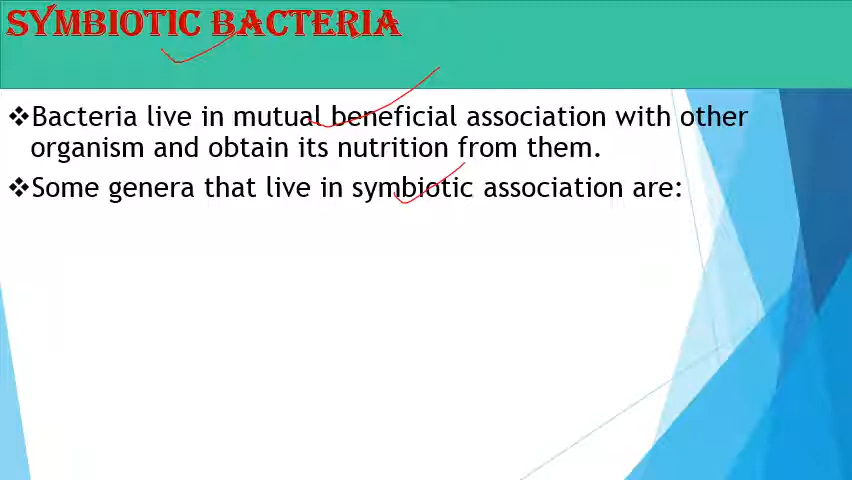 SYMBIOTIC BACTERIA
❖Bacteria live in mutual beneficial association with other
organism and obtain its nutrition from them.
❖Some genera that live in symbiotic association are: